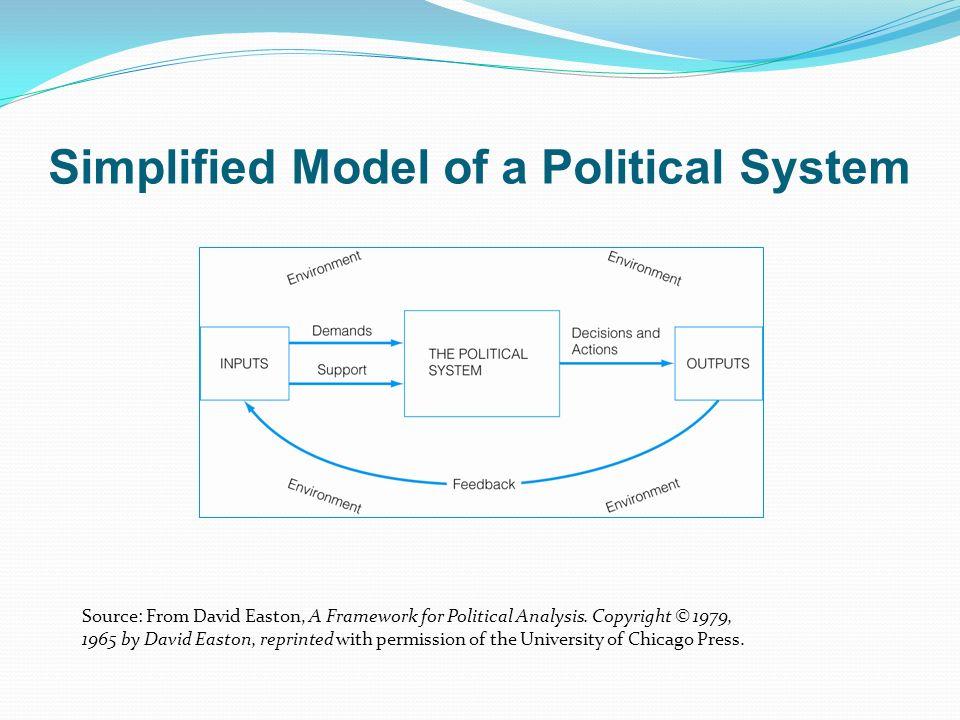 Simplified Model of a Political System
Environment
Environment
Demands
Decisions and
Actions
INPUTS
THE POLITICAL
SYSTEM
OUTPUTS
Support
Feedback
Environment
Environment
Source: From David Easton, A Framework for Political Analysis. Copyright © 1979,
1965 by David Easton, reprinted with permission of the University of Chicago Press.